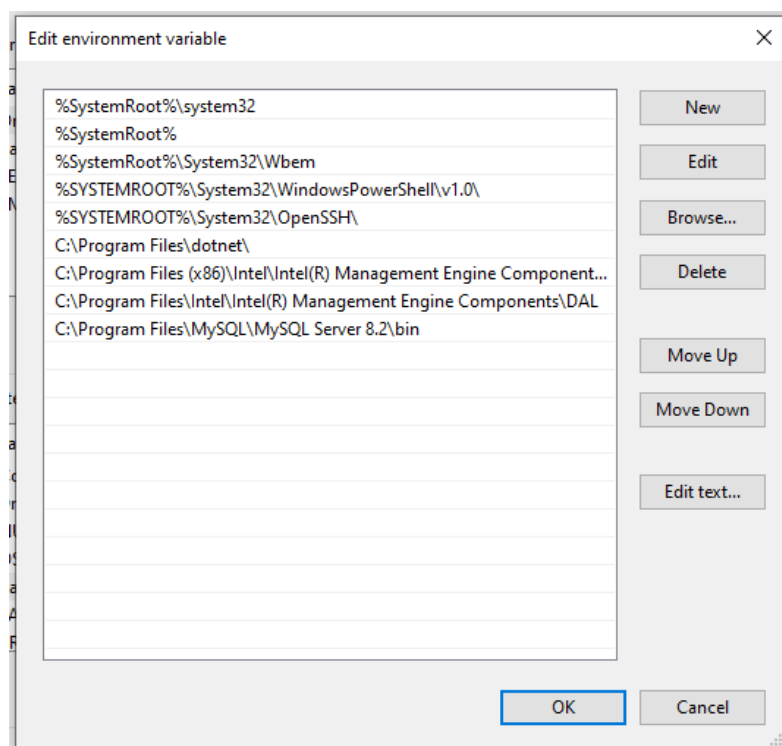 Edit environment variable
%SystemRoot%\system32
%SystemRoot%
%SystemRoot%\System32\Wbem
%SYSTEMROOT%\System32\WindowsPowerShell\v1.0\
%SYSTEMROOT%\System32\OpenSSH\
C:\Program Files\dotnet\
C:\Program Files (x86)\Intel\Intel(R) Management Engine Component...
C:\Program Files\Intel\Intel(R) Management Engine Components\DAL
C:\Program Files\MySQL\MySQL Server 8.2\bin
New
Edit
Browse...
Delete
Move Up
Move Down
Edit text...
OK
Cancel